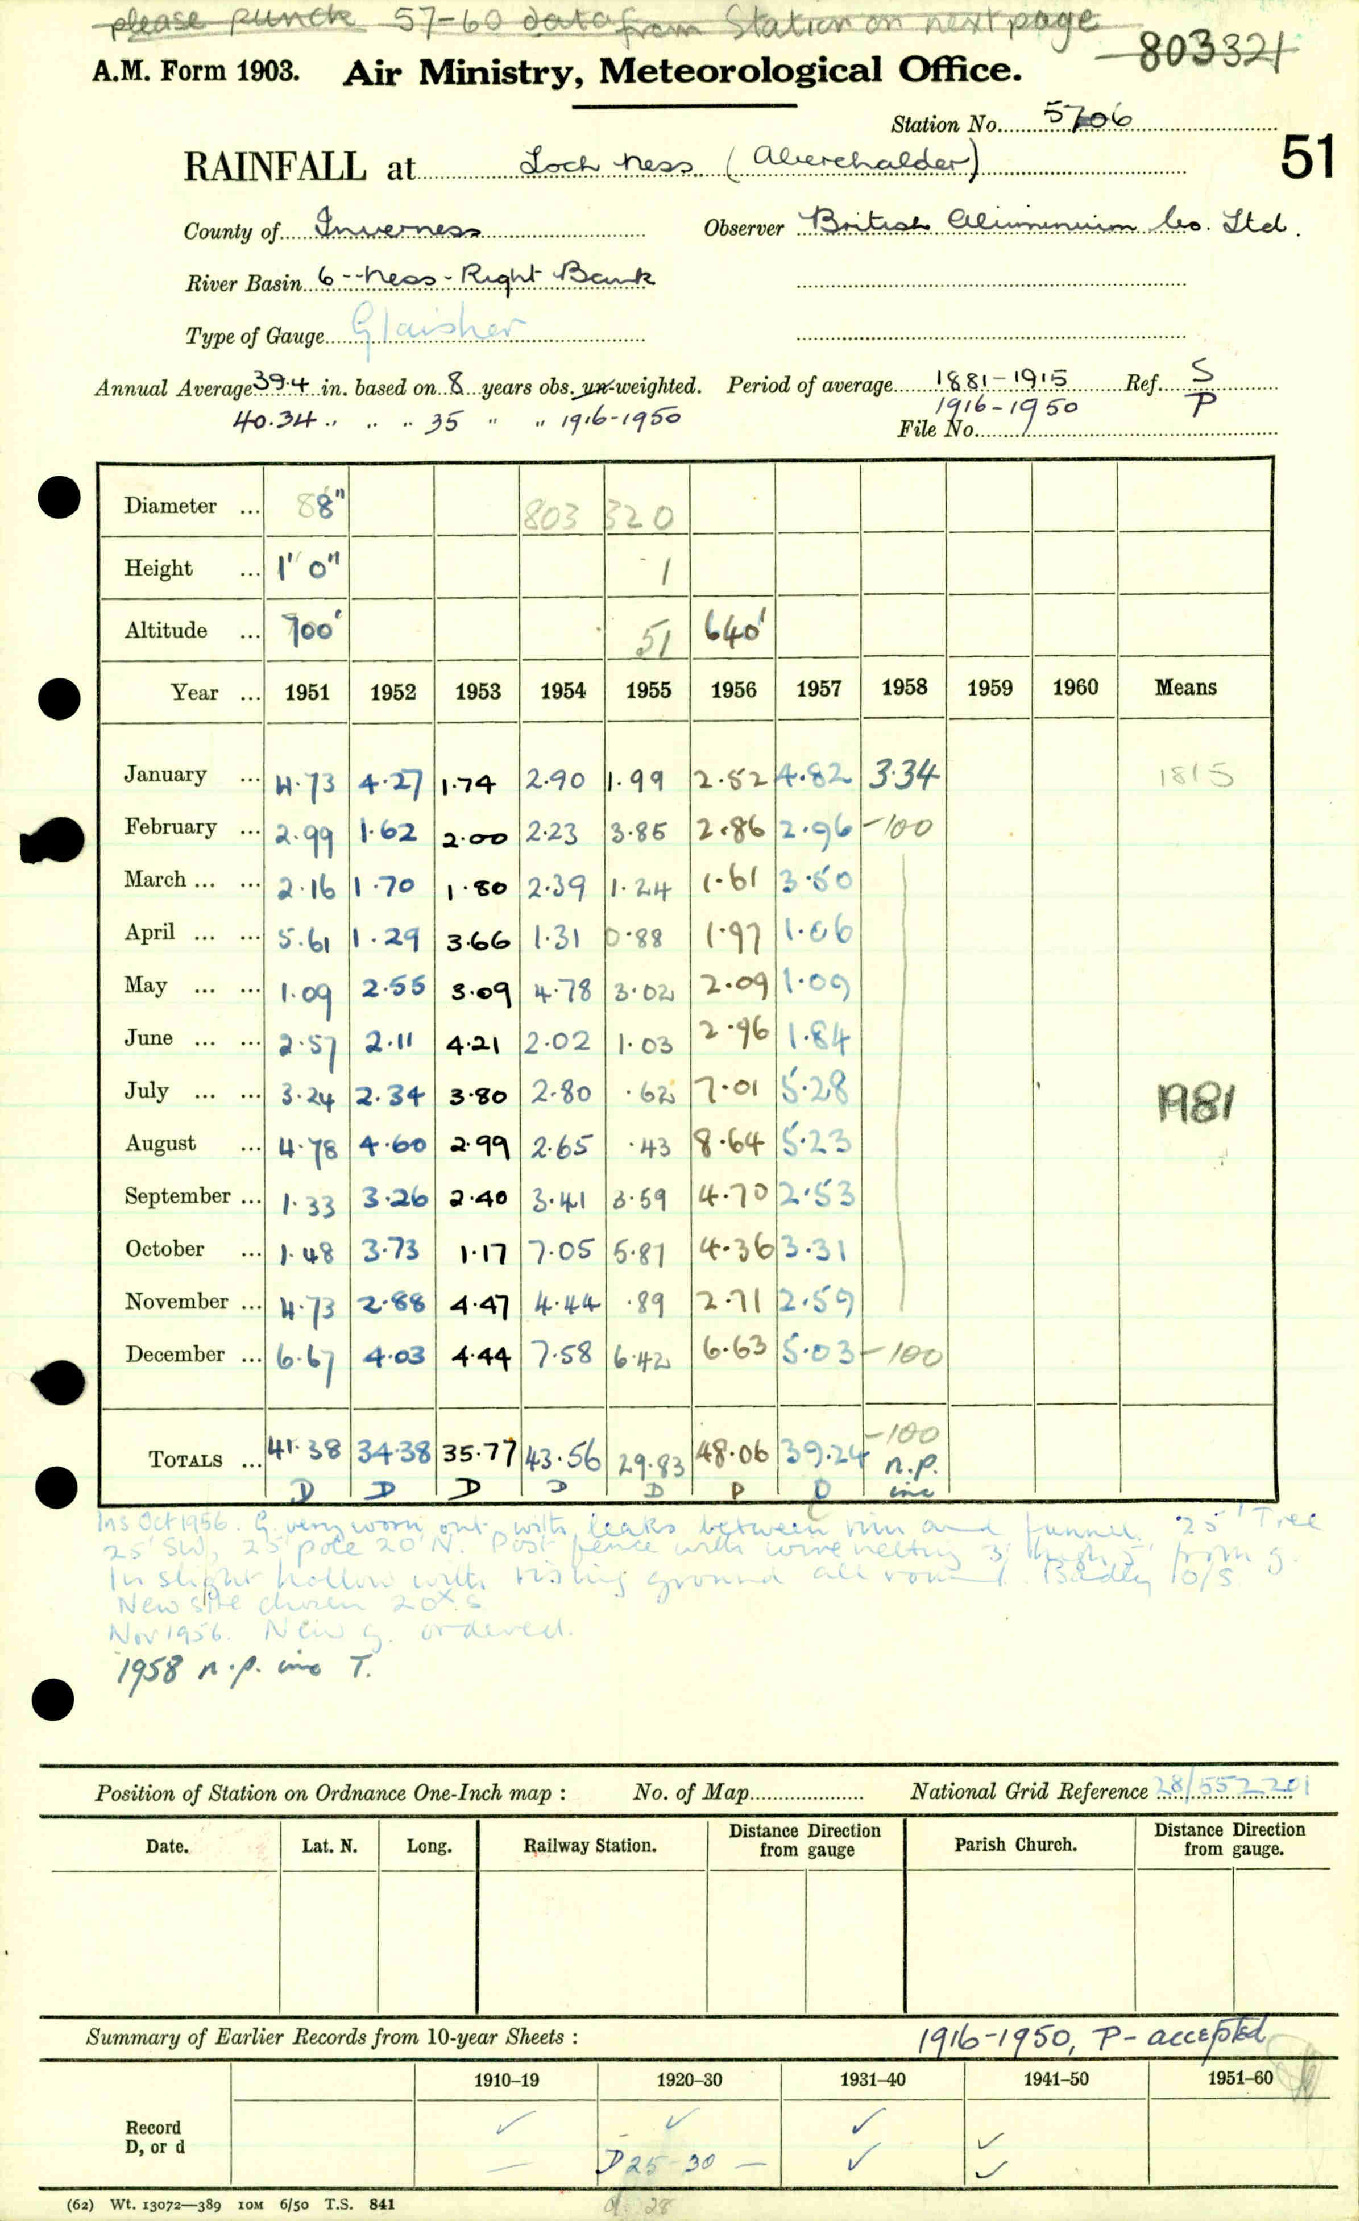 please punch 57-60 data from Station on next page
803321
A.M. Form 1903. Air Ministry, Meteorological Office.
Station No. 5706
51
RAINFALL at Loch Ness (Aberchalder)
County of Inverness Observer British Aluminium Co. Ltd.
River Basin 6 - Ness - Right Bank
Type of Gauge Glaisher
Annual Average 39.4 in. based on 8 years obs. un-weighted. Period of average 1881-1915 Ref. S
40.34 " " " 35 " " 1916-1950 1916-1950 P
File No.
Diameter ... 8" 803 320
Height ... 1' 0" 1
Altitude ... 700' 51 640'
Year ... 1951 1952 1953 1954 1955 1956 1957 1958 1959 1960 Means
January ... 4.73 4.27 1.74 2.90 1.99 2.52 4.82 3.34 1815
February ... 2.99 1.62 2.00 2.23 3.85 2.86 2.96 -100
March ... ... 2.16 1.70 1.80 2.39 1.24 1.61 3.50
April ... ... 5.61 1.29 3.66 1.31 0.88 1.97 1.06
May ... ... 1.09 2.55 3.09 4.78 3.02 2.09 1.09
June ... ... 2.57 2.11 4.21 2.02 1.03 2.96 1.84
July ... ... 3.24 2.34 3.80 2.80 .62 7.01 5.28 1981
August ... 4.78 4.60 2.99 2.65 .43 8.64 5.23
September ... 1.33 3.26 2.40 3.41 3.59 4.70 2.53
October ... 1.48 3.73 1.17 7.05 5.87 4.36 3.31
November ... 4.73 2.88 4.47 4.44 .89 2.71 2.59
December ... 6.67 4.03 4.44 7.58 6.42 6.63 5.03 -100
TOTALS ... 41.38 34.38 35.77 43.56 29.83 48.06 39.24 -100 n.p. inc
D D D D D D D
Ins Oct 1956. G. very worn out, with leaks between rim and funnel. 25' Tree
25' SW, 25' pole 20' N. Post fence with wire netting 3' high 5' from g.
In slight hollow with rising ground all round. Badly O/S
New site chosen 20x S
Nov 1956. New g. ordered.
1958 n.p. inc T.
Position of Station on Ordnance One-Inch map : No. of Map National Grid Reference 28/552201
Date. Lat. N. Long. Railway Station. Distance from gauge Direction Parish Church. Distance from gauge. Direction
Summary of Earlier Records from 10-year Sheets : 1916-1950, P - accepted
1910-19 1920-30 1931-40 1941-50 1951-60
Record ✓ ✓ ✓ ✓
D, or d — D 25-30 — ✓ ✓
(62) Wt. 13072—389 10M 6/50 T.S. 841 d. 28